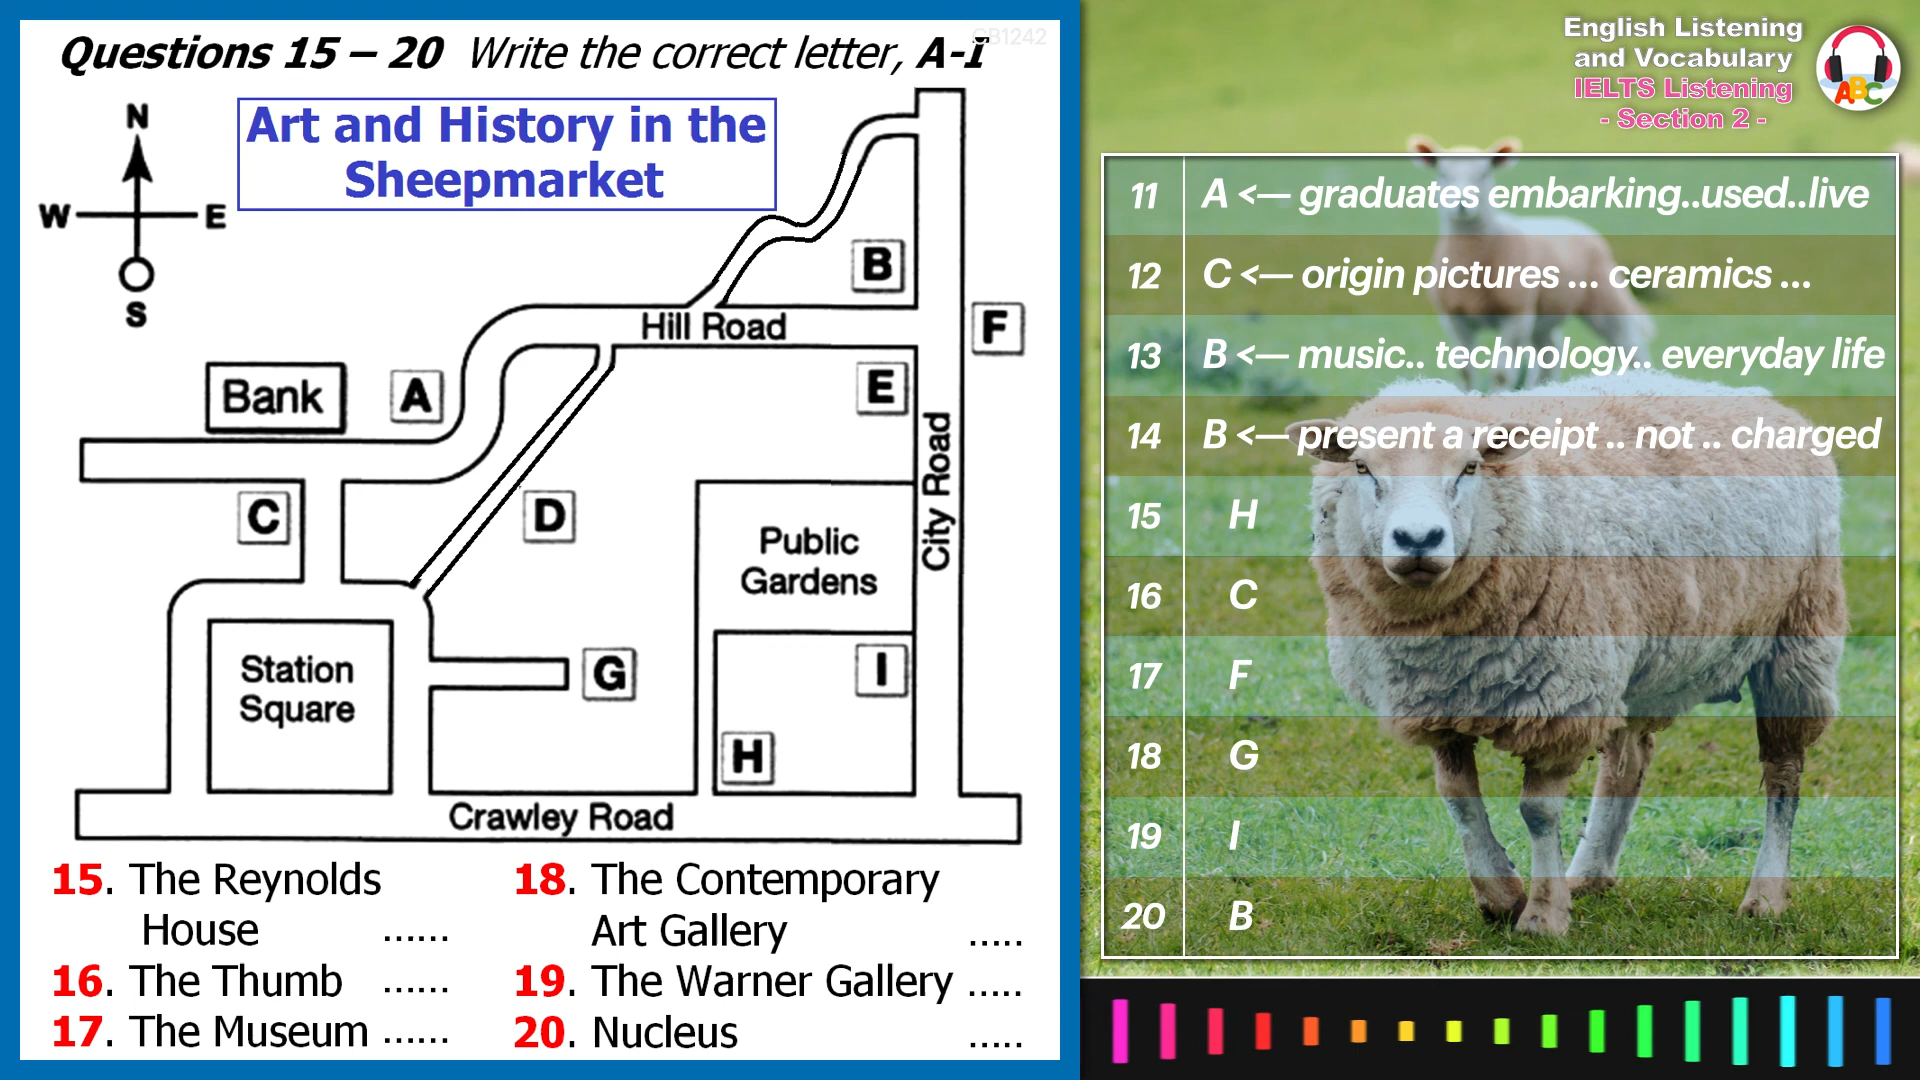 Questions 15 – 20 Write the correct letter, A-I
GB1242
Art and History in the
Sheepmarket
N
W E
S
B
Hill Road
F
Bank
A
E
City Road
C
D
Public
Gardens
Station
Square
G
I
H
Crawley Road
15. The Reynolds
House ......
16. The Thumb ......
17. The Museum ......
18. The Contemporary
Art Gallery .....
19. The Warner Gallery .....
20. Nucleus .....
English Listening
and Vocabulary
IELTS Listening
- Section 2 -
ABC
11 A <— graduates embarking..used..live
12 C <— origin pictures ... ceramics ...
13 B <— music.. technology.. everyday life
14 B <— present a receipt .. not .. charged
15 H
16 C
17 F
18 G
19 I
20 B